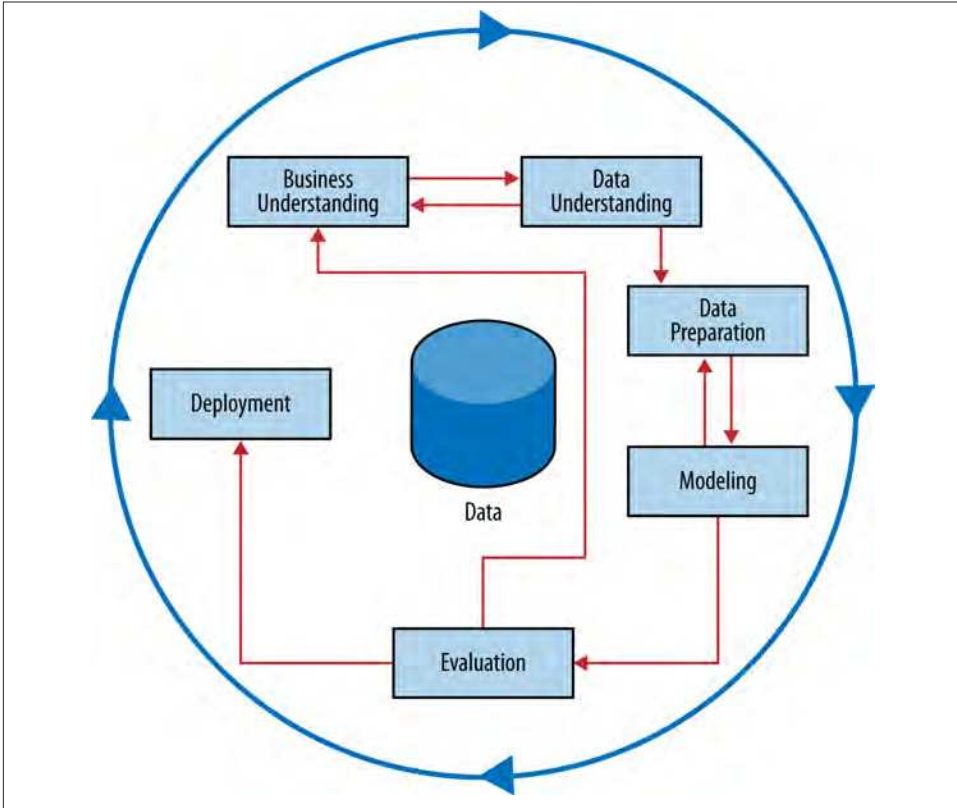 Business
Understanding
Data
Understanding
Data
Preparation
Deployment
Modeling
Data
Evaluation